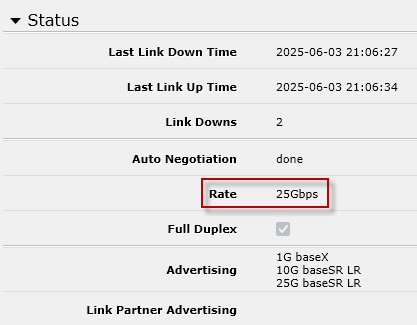 Status
Last Link Down Time 2025-06-03 21:06:27
Last Link Up Time 2025-06-03 21:06:34
Link Downs 2
Auto Negotiation done
Rate 25Gbps
Full Duplex
Advertising 1G baseX
10G baseSR LR
25G baseSR LR
Link Partner Advertising